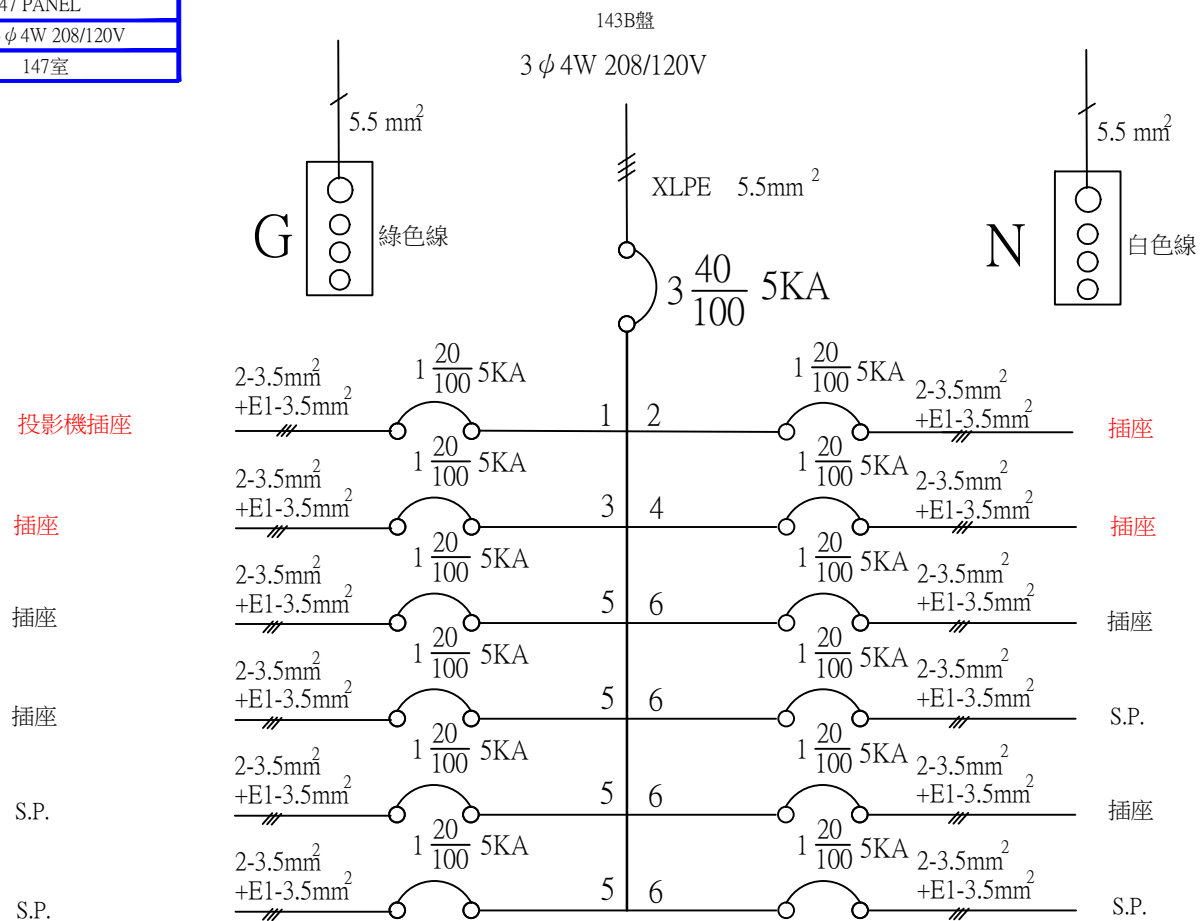 47 PANEL
φ 4W 208/120V
147室
143B盤
3 φ 4W 208/120V
5.5 mm²
XLPE 5.5mm²
5.5 mm²
G
綠色線
3 40/100 5KA
N
白色線
投影機插座
2-3.5mm²
+E1-3.5mm²
1 20/100 5KA
1
2
1 20/100 5KA
2-3.5mm²
+E1-3.5mm²
插座
插座
2-3.5mm²
+E1-3.5mm²
1 20/100 5KA
3
4
1 20/100 5KA
2-3.5mm²
+E1-3.5mm²
插座
插座
2-3.5mm²
+E1-3.5mm²
1 20/100 5KA
5
6
1 20/100 5KA
2-3.5mm²
+E1-3.5mm²
插座
插座
2-3.5mm²
+E1-3.5mm²
1 20/100 5KA
5
6
1 20/100 5KA
2-3.5mm²
+E1-3.5mm²
S.P.
S.P.
2-3.5mm²
+E1-3.5mm²
1 20/100 5KA
5
6
1 20/100 5KA
2-3.5mm²
+E1-3.5mm²
插座
S.P.
2-3.5mm²
+E1-3.5mm²
1 20/100 5KA
5
6
1 20/100 5KA
2-3.5mm²
+E1-3.5mm²
S.P.